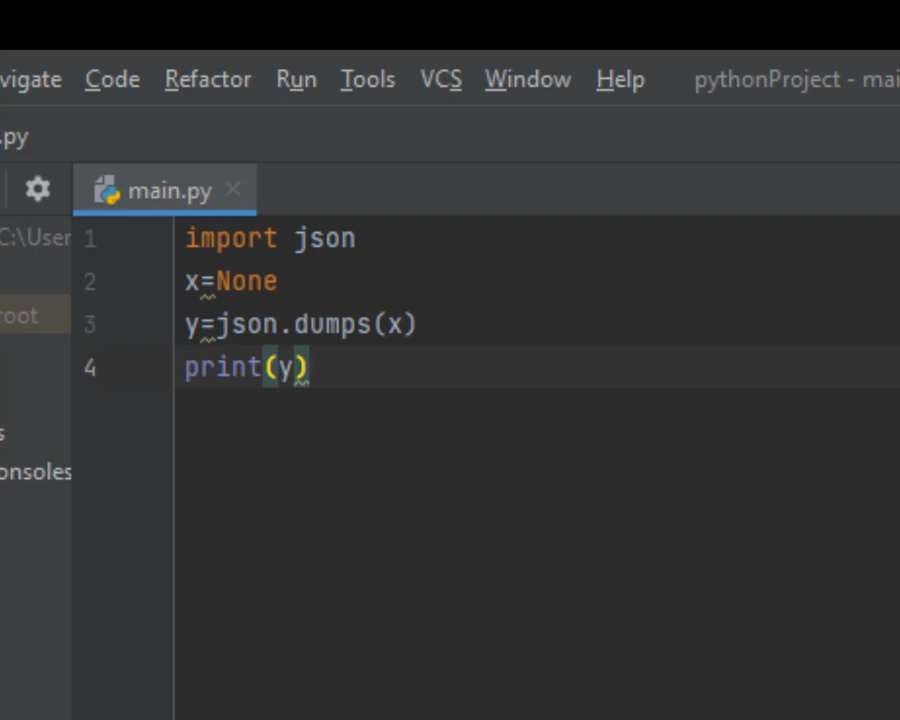 vigate Code Refactor Run Tools VCS Window Help pythonProject - mai
.py
main.py
C:\User
1 import json
2 x=None
root
3 y=json.dumps(x)
4 print(y)
s
onsoles